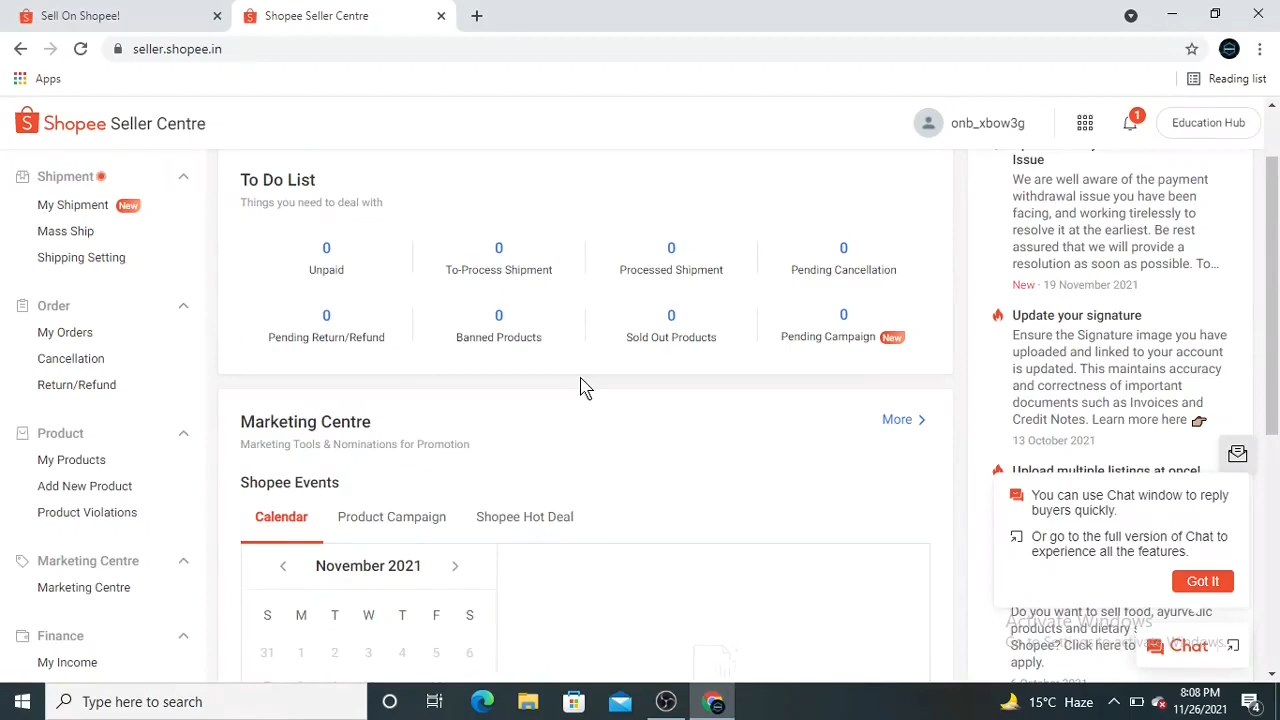 Sell On Shopee!
Shopee Seller Centre
seller.shopee.in
Apps
Reading list
Shopee Seller Centre
onb_xbow3g
1
Education Hub
Shipment
My Shipment New
Mass Ship
Shipping Setting
Order
My Orders
Cancellation
Return/Refund
Product
My Products
Add New Product
Product Violations
Marketing Centre
Marketing Centre
Finance
My Income
To Do List
Things you need to deal with
0
Unpaid
0
To-Process Shipment
0
Processed Shipment
0
Pending Cancellation
0
Pending Return/Refund
0
Banned Products
0
Sold Out Products
0
Pending Campaign New
Marketing Centre
More
Marketing Tools & Nominations for Promotion
Shopee Events
Calendar Product Campaign Shopee Hot Deal
November 2021
S M T W T F S
31 1 2 3 4 5 6
Issue
We are well aware of the payment
withdrawal issue you have been
facing, and working tirelessly to
resolve it at the earliest. Be rest
assured that we will provide a
resolution as soon as possible. To...
New · 19 November 2021
Update your signature
Ensure the Signature image you have
uploaded and linked to your account
is updated. This maintains accuracy
and correctness of important
documents such as Invoices and
Credit Notes. Learn more here
13 October 2021
Upload multiple listings at once!
You can use Chat window to reply
buyers quickly.
Or go to the full version of Chat to
experience all the features.
Got It
Do you want to sell food, ayurvedic
products and dietary
Shopee? Click here to
apply.
6 October 2021
Activate Windows
Go to Settings to activate Windows.
Chat
Type here to search
15°C Haze
8:08 PM
11/26/2021
4